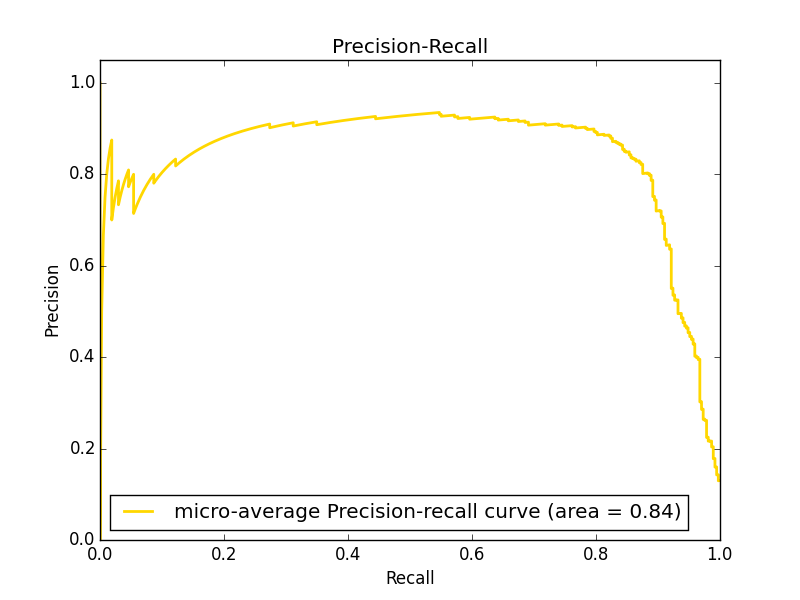 Precision-Recall
1.0
0.8
0.6
0.4
0.2
0.0
Precision
micro-average Precision-recall curve (area = 0.84)
0.0 0.2 0.4 0.6 0.8 1.0
Recall